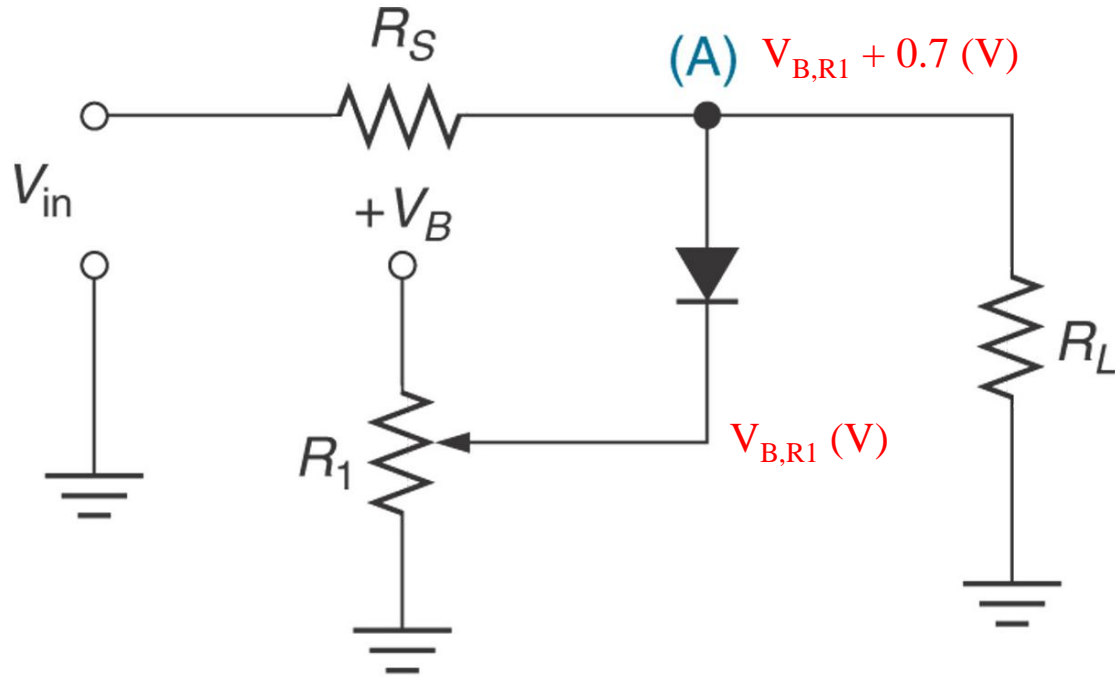 R_S
(A) V_B,R1 + 0.7 (V)
V_in
+V_B
R_L
R_1
V_B,R1 (V)